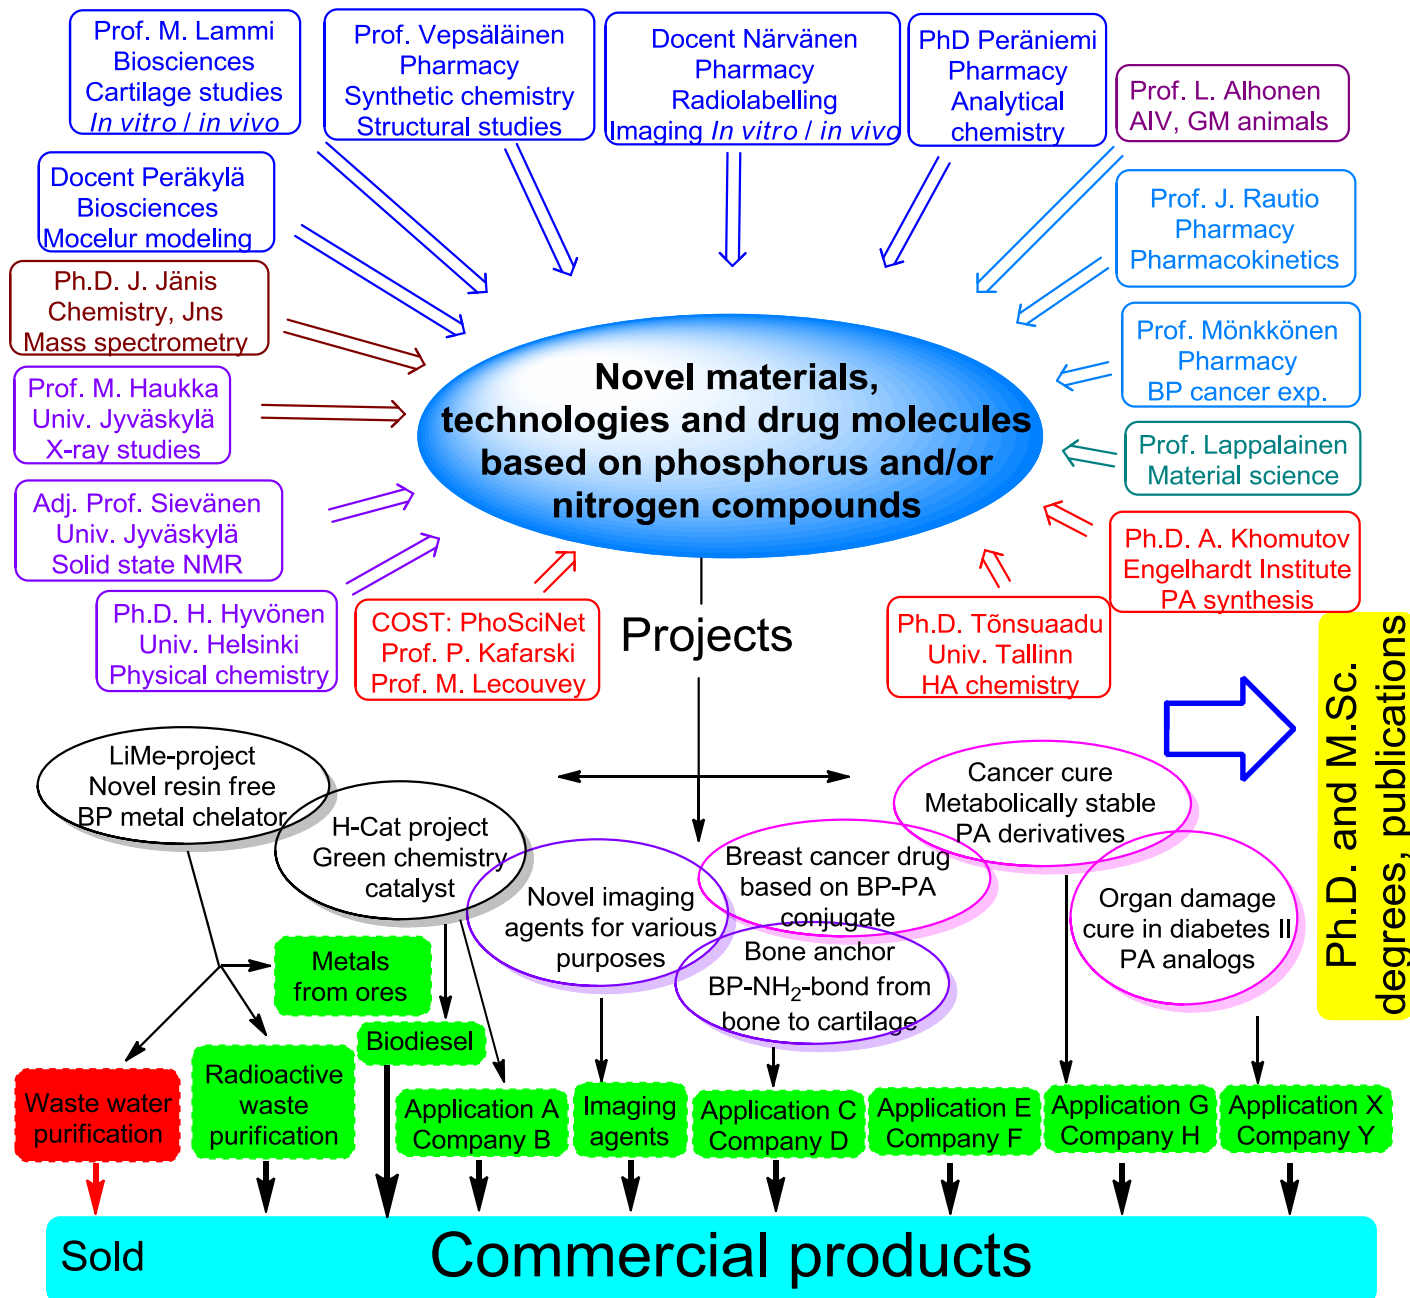 Prof. M. Lammi
Biosciences
Cartilage studies
In vitro / in vivo
Prof. Vepsäläinen
Pharmacy
Synthetic chemistry
Structural studies
Docent Närvänen
Pharmacy
Radiolabelling
Imaging In vitro / in vivo
PhD Peräniemi
Pharmacy
Analytical
chemistry
Prof. L. Alhonen
AIV, GM animals
Docent Peräkylä
Biosciences
Mocelur modeling
Prof. J. Rautio
Pharmacy
Pharmacokinetics
Ph.D. J. Jänis
Chemistry, Jns
Mass spectrometry
Prof. Mönkkönen
Pharmacy
BP cancer exp.
Prof. M. Haukka
Univ. Jyväskylä
X-ray studies
Novel materials,
technologies and drug molecules
based on phosphorus and/or
nitrogen compounds
Prof. Lappalainen
Material science
Adj. Prof. Sievänen
Univ. Jyväskylä
Solid state NMR
Ph.D. A. Khomutov
Engelhardt Institute
PA synthesis
Ph.D. H. Hyvönen
Univ. Helsinki
Physical chemistry
COST: PhoSciNet
Prof. P. Kafarski
Prof. M. Lecouvey
Projects
Ph.D. Tõnsuaadu
Univ. Tallinn
HA chemistry
Ph.D. and M.Sc.
degrees, publications
LiMe-project
Novel resin free
BP metal chelator
H-Cat project
Green chemistry
catalyst
Novel imaging
agents for various
purposes
Breast cancer drug
based on BP-PA
conjugate
Bone anchor
BP-NH₂-bond from
bone to cartilage
Cancer cure
Metabolically stable
PA derivatives
Organ damage
cure in diabetes II
PA analogs
Metals
from ores
Biodiesel
Waste water
purification
Radioactive
waste
purification
Application A
Company B
Imaging
agents
Application C
Company D
Application E
Company F
Application G
Company H
Application X
Company Y
Sold
Commercial products